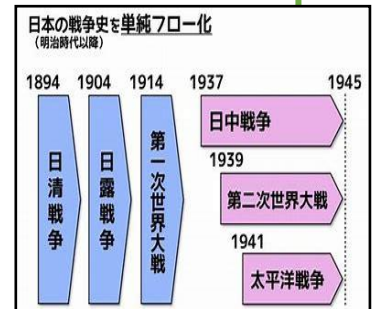 日本の戦争史を単純フロー化
（明治時代以降）
1894 1904 1914 1937 1945
日清戦争
日露戦争
第一次世界大戦
日中戦争
1939
第二次世界大戦
1941
太平洋戦争